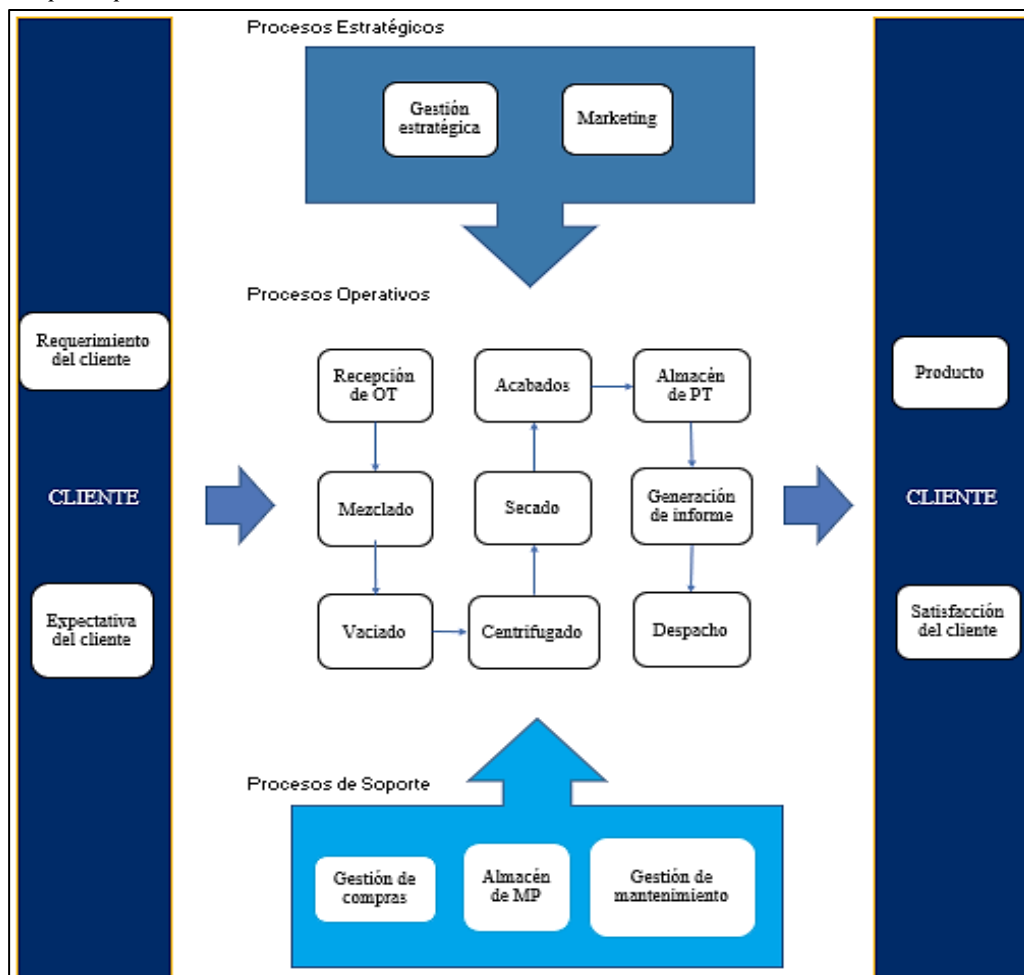 Procesos Estratégicos
Gestión
estratégica
Marketing
Procesos Operativos
Requerimiento
del cliente
CLIENTE
Expectativa
del cliente
Recepción
de OT
Mezclado
Vaciado
Centrifugado
Secado
Acabados
Almacén
de PT
Generación
de informe
Despacho
Producto
CLIENTE
Satisfacción
del cliente
Procesos de Soporte
Gestión de
compras
Almacén
de MP
Gestión de
mantenimiento